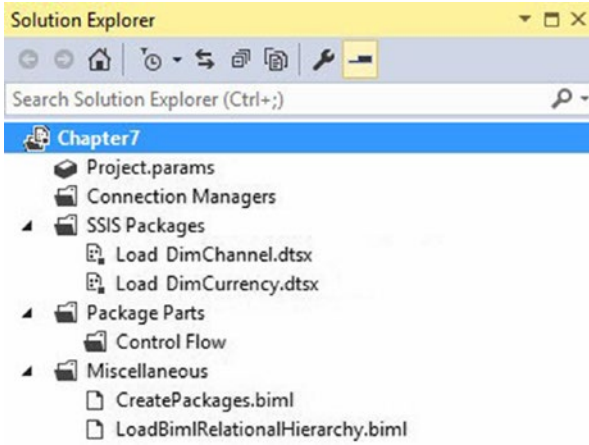 Solution Explorer
Search Solution Explorer (Ctrl+;)
Chapter7
Project.params
Connection Managers
SSIS Packages
Load DimChannel.dtsx
Load DimCurrency.dtsx
Package Parts
Control Flow
Miscellaneous
CreatePackages.biml
LoadBimlRelationalHierarchy.biml